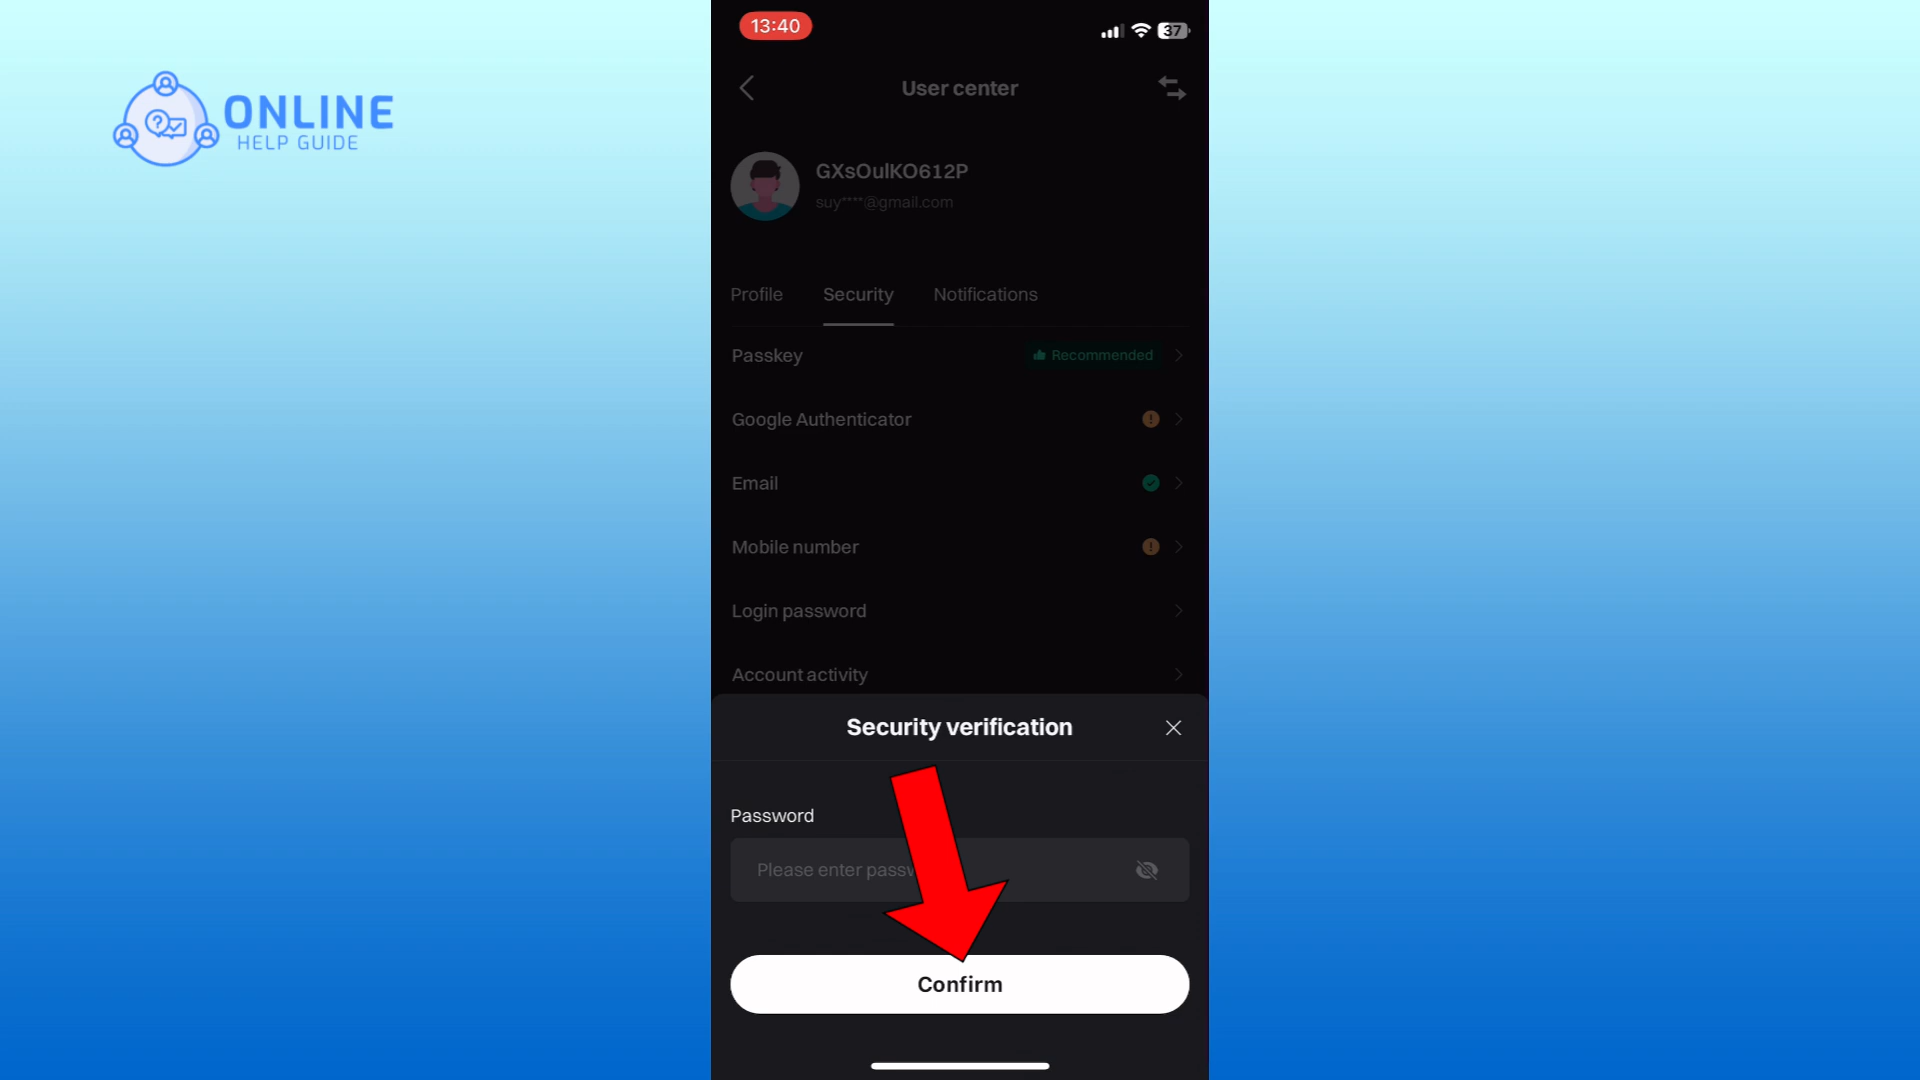 ONLINE
HELP GUIDE
13:40
37
User center
GXsOulKO612P
suy****@gmail.com
Profile
Security
Notifications
Passkey
Recommended
Google Authenticator
Email
Mobile number
Login password
Account activity
Security verification
Password
Please enter
Confirm